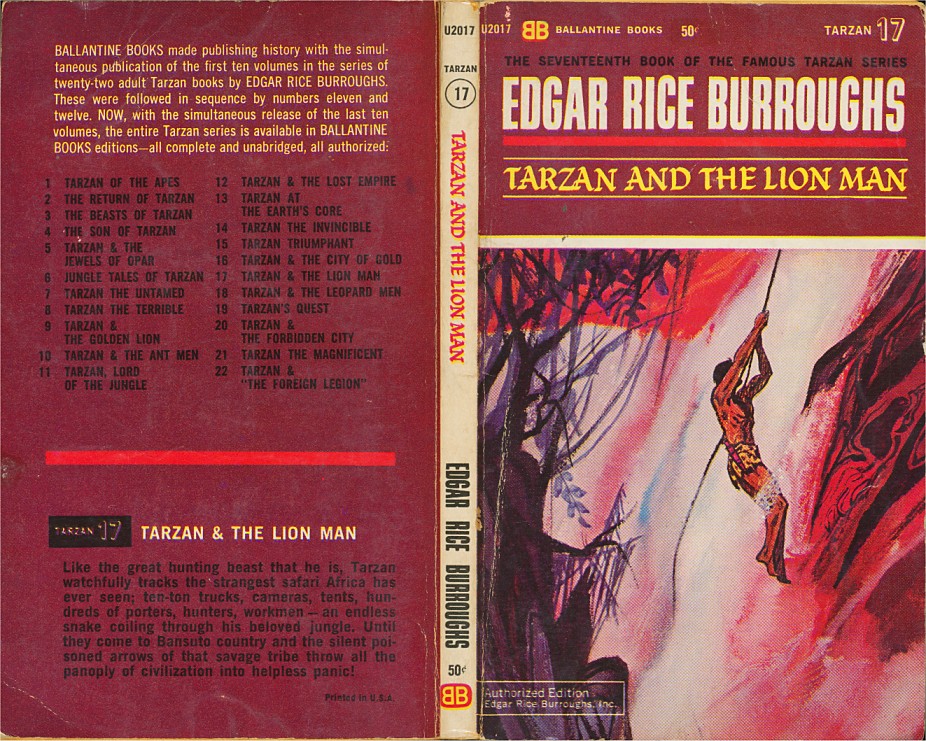 BALLANTINE BOOKS made publishing history with the simul-
taneous publication of the first ten volumes in the series of
twenty-two adult Tarzan books by EDGAR RICE BURROUGHS.
These were followed in sequence by numbers eleven and
twelve. NOW, with the simultaneous release of the last ten
volumes, the entire Tarzan series is available in BALLANTINE
BOOKS editions—all complete and unabridged, all authorized:
1 TARZAN OF THE APES
2 THE RETURN OF TARZAN
3 THE BEASTS OF TARZAN
4 THE SON OF TARZAN
5 TARZAN & THE
JEWELS OF OPAR
6 JUNGLE TALES OF TARZAN
7 TARZAN THE UNTAMED
8 TARZAN THE TERRIBLE
9 TARZAN &
THE GOLDEN LION
10 TARZAN & THE ANT MEN
11 TARZAN, LORD
OF THE JUNGLE
12 TARZAN & THE LOST EMPIRE
13 TARZAN AT
THE EARTH'S CORE
14 TARZAN THE INVINCIBLE
15 TARZAN TRIUMPHANT
16 TARZAN & THE CITY OF GOLD
17 TARZAN & THE LION MAN
18 TARZAN & THE LEOPARD MEN
19 TARZAN'S QUEST
20 TARZAN &
THE FORBIDDEN CITY
21 TARZAN THE MAGNIFICENT
22 TARZAN &
"THE FOREIGN LEGION"
TARZAN 17 TARZAN & THE LION MAN
Like the great hunting beast that he is, Tarzan
watchfully tracks the strangest safari Africa has
ever seen: ten-ton trucks, cameras, tents, hun-
dreds of porters, hunters, workmen — an endless
snake coiling through his beloved jungle. Until
they come to Bansuto country and the silent poi-
soned arrows of that savage tribe throw all the
panoply of civilization into helpless panic!
Printed in U.S.A.
U2017
TARZAN
17
TARZAN AND THE LION MAN
EDGAR RICE BURROUGHS
50¢
BB
U2017 BB BALLANTINE BOOKS 50¢ TARZAN 17
THE SEVENTEENTH BOOK OF THE FAMOUS TARZAN SERIES
EDGAR RICE BURROUGHS
TARZAN AND THE LION MAN
Authorized Edition
Edgar Rice Burroughs, Inc.